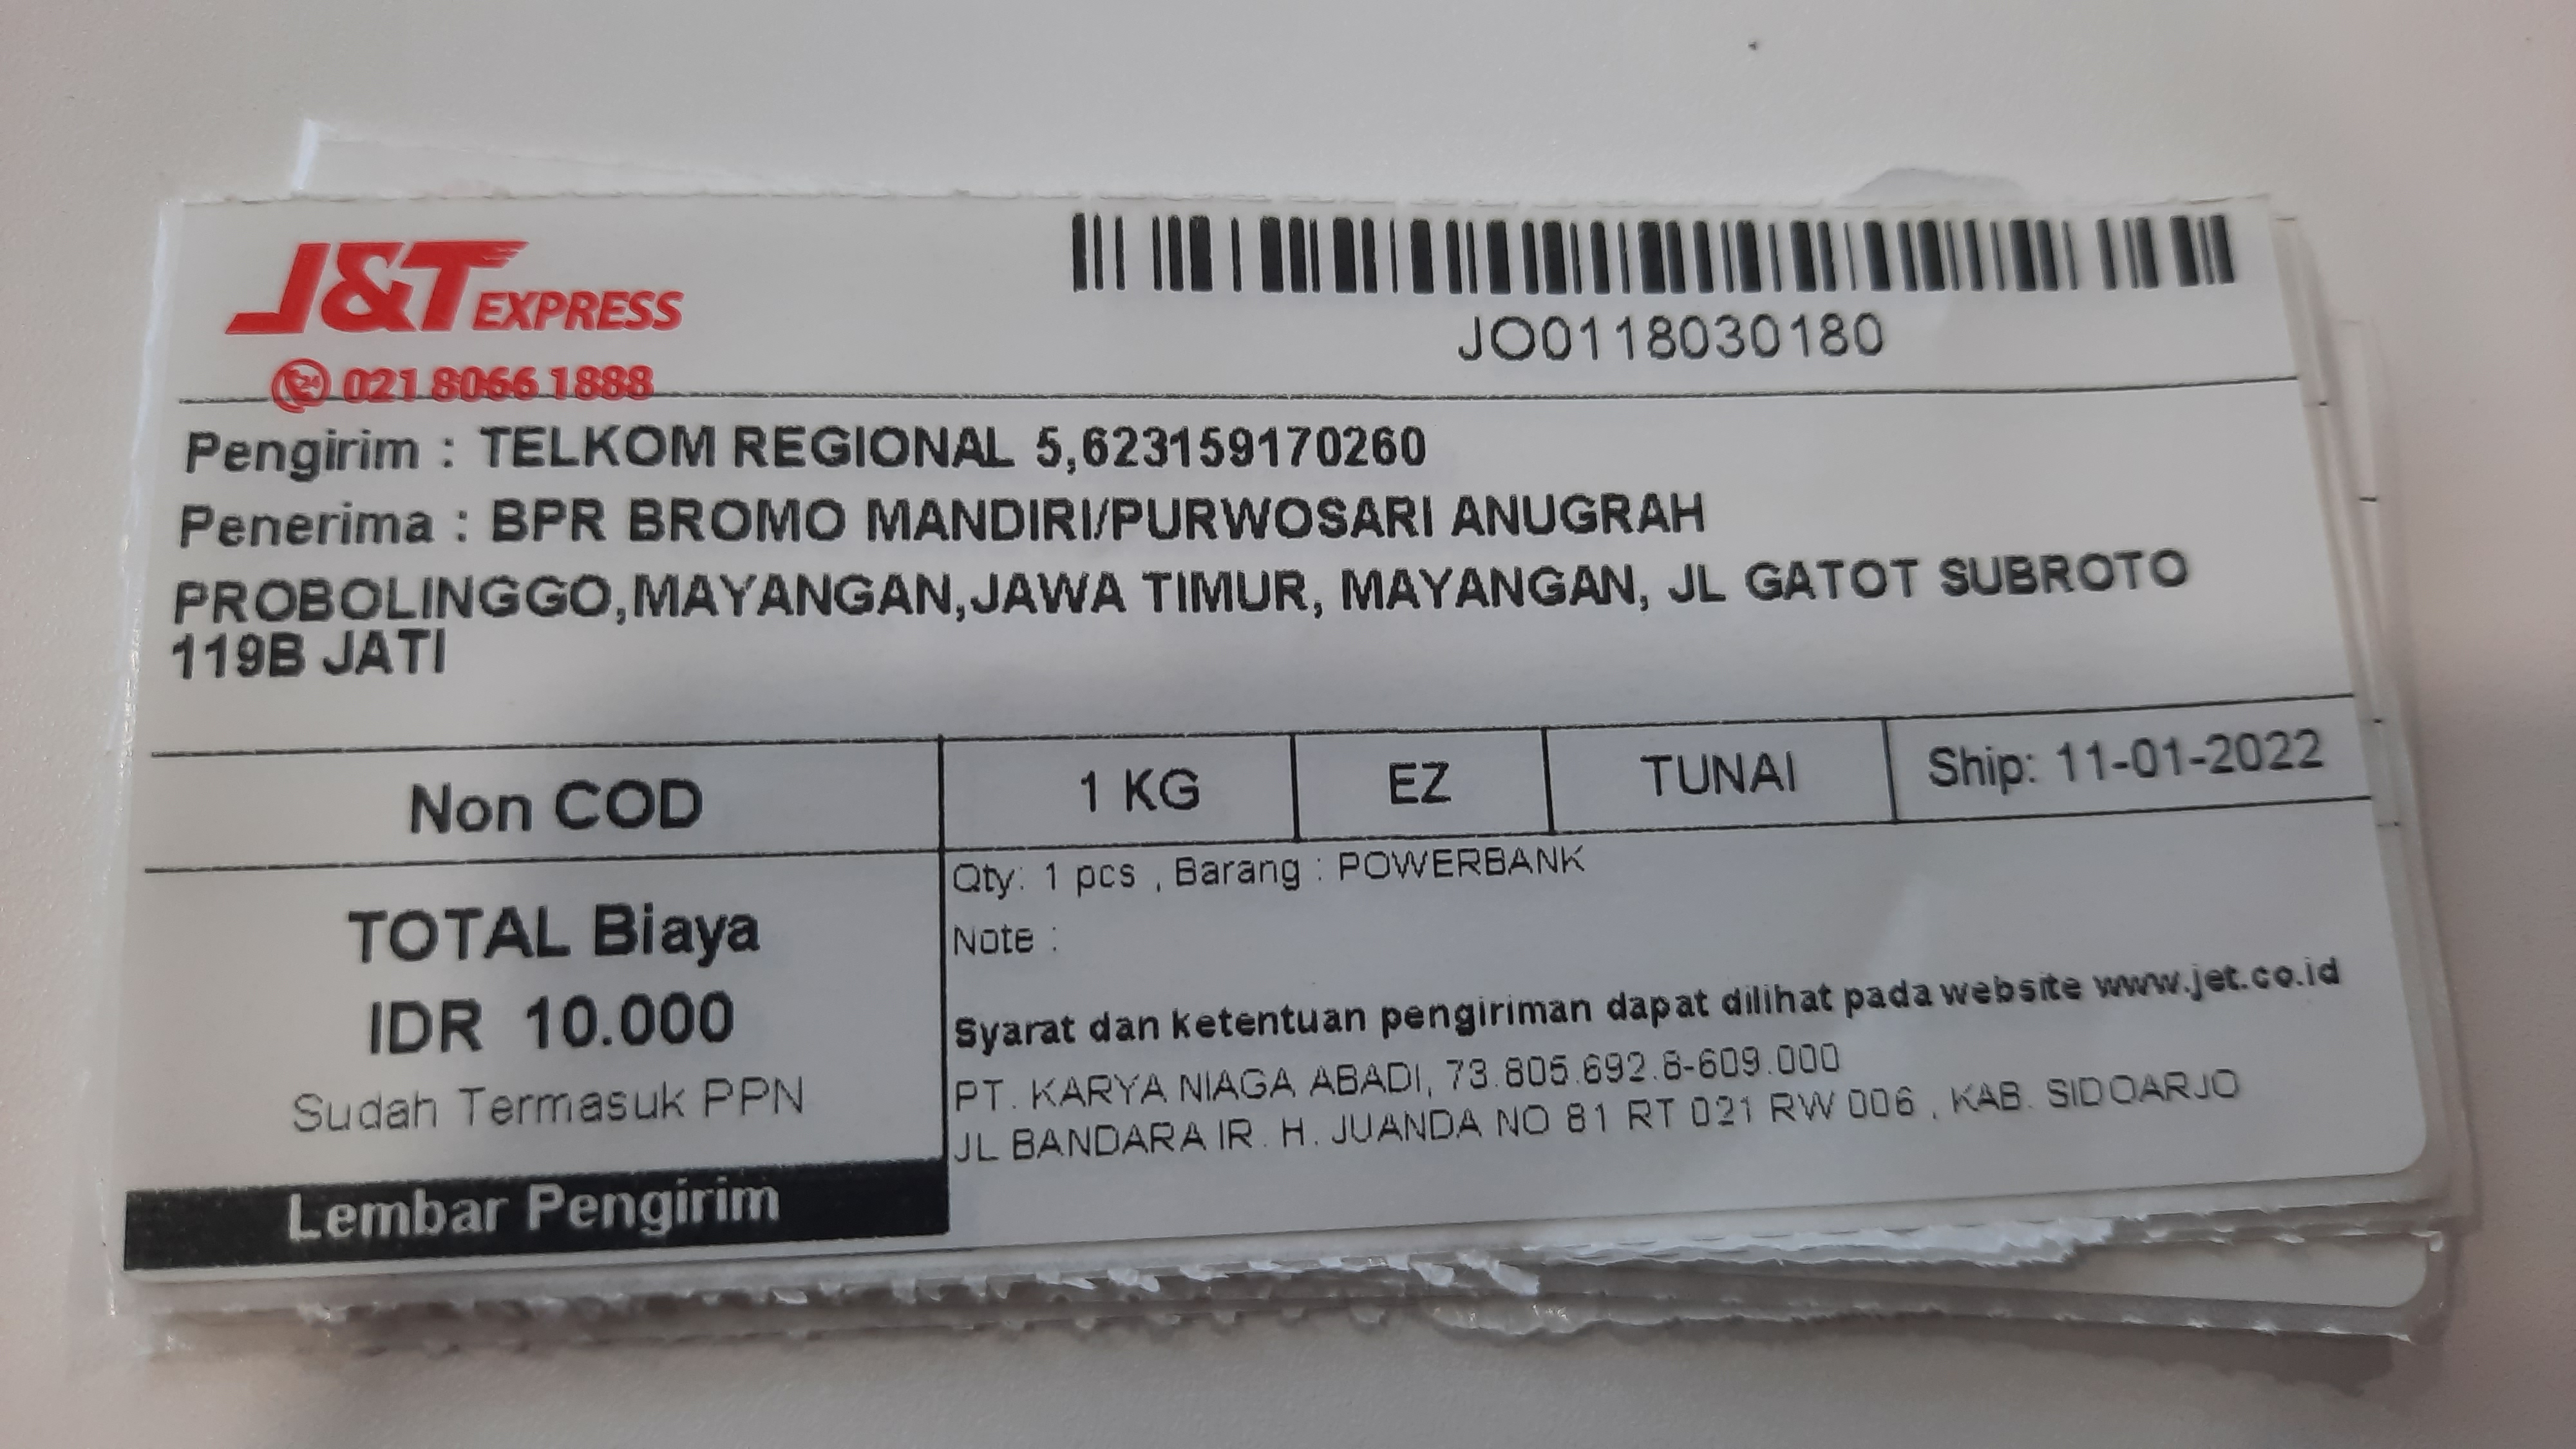 J&T EXPRESS
021 8066 1888
JO0118030180
Pengirim : TELKOM REGIONAL 5,623159170260
Penerima : BPR BROMO MANDIRI/PURWOSARI ANUGRAH
PROBOLINGGO,MAYANGAN,JAWA TIMUR, MAYANGAN, JL GATOT SUBROTO
119B JATI
Non COD
1 KG
EZ
TUNAI
Ship: 11-01-2022
TOTAL Biaya
IDR 10.000
Sudah Termasuk PPN
Lembar Pengirim
Qty: 1 pcs , Barang : POWERBANK
Note :
Syarat dan ketentuan pengiriman dapat dilihat pada website www.jet.co.id
PT. KARYA NIAGA ABADI, 73.805.692.8-609.000
JL BANDARA IR. H. JUANDA NO 81 RT 021 RW 006 , KAB. SIDOARJO